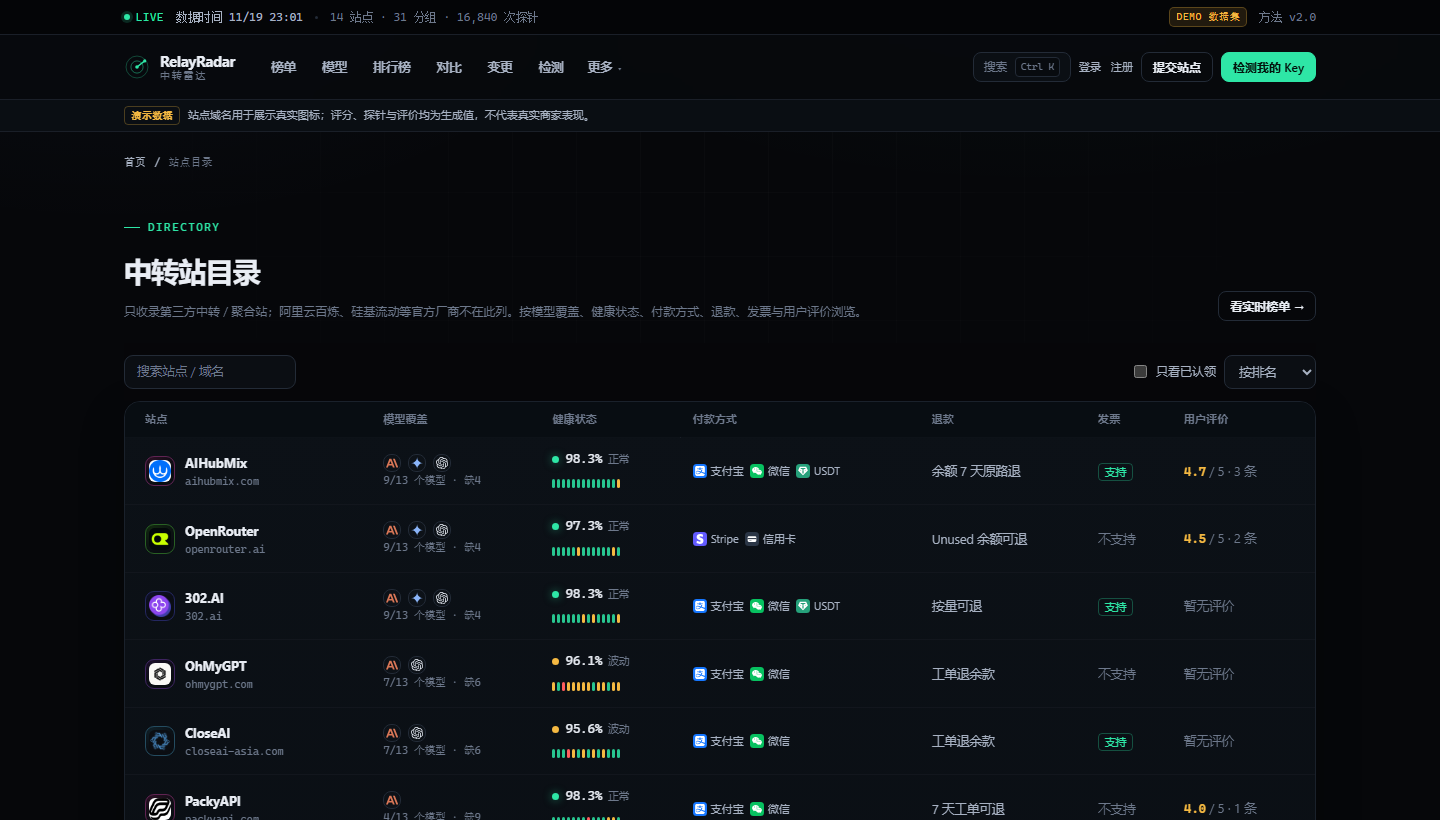 LIVE 数据时间 11/19 23:01 · 14 站点 · 31 分组 · 16,840 次探针
DEMO 数据集 方法 v2.0
RelayRadar
中转雷达
榜单 模型 排行榜 对比 变更 检测 更多
搜索 Ctrl K 登录 注册 提交站点 检测我的 Key
演示数据 站点域名用于展示真实图标；评分、探针与评价均为生成值，不代表真实商家表现。
首页 / 站点目录
DIRECTORY
中转站目录
只收录第三方中转 / 聚合站；阿里云百炼、硅基流动等官方厂商不在此列。按模型覆盖、健康状态、付款方式、退款、发票与用户评价浏览。
看实时榜单 →
搜索站点 / 域名
只看已认领 按排名
站点 模型覆盖 健康状态 付款方式 退款 发票 用户评价
AIHubMix
aihubmix.com
9/13 个模型 · 缺4
98.3% 正常
支付宝 微信 USDT
余额 7 天原路退
支持
4.7 / 5 · 3 条
OpenRouter
openrouter.ai
9/13 个模型 · 缺4
97.3% 正常
Stripe 信用卡
Unused 余额可退
不支持
4.5 / 5 · 2 条
302.AI
302.ai
9/13 个模型 · 缺4
98.3% 正常
支付宝 微信 USDT
按量可退
支持
暂无评价
OhMyGPT
ohmygpt.com
7/13 个模型 · 缺6
96.1% 波动
支付宝 微信
工单退余款
不支持
暂无评价
CloseAI
closeai-asia.com
7/13 个模型 · 缺6
95.6% 波动
支付宝 微信
工单退余款
支持
暂无评价
PackyAPI
packyapi.com
4/13 个模型 · 缺9
98.3% 正常
支付宝 微信
7 天工单可退
不支持
4.0 / 5 · 1 条